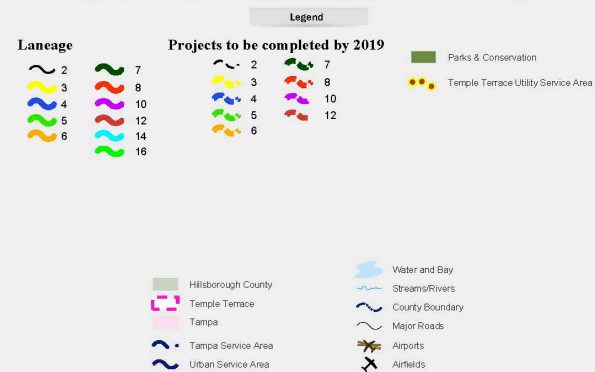 Legend
Laneage
2
3
4
5
6
7
8
10
12
14
16
Projects to be completed by 2019
2
3
4
5
6
7
8
10
12
Parks & Conservation
Temple Terrace Utility Service Area
Hillsborough County
Temple Terrace
Tampa
Tampa Service Area
Urban Service Area
Water and Bay
Streams/Rivers
County Boundary
Major Roads
Airports
Airfields